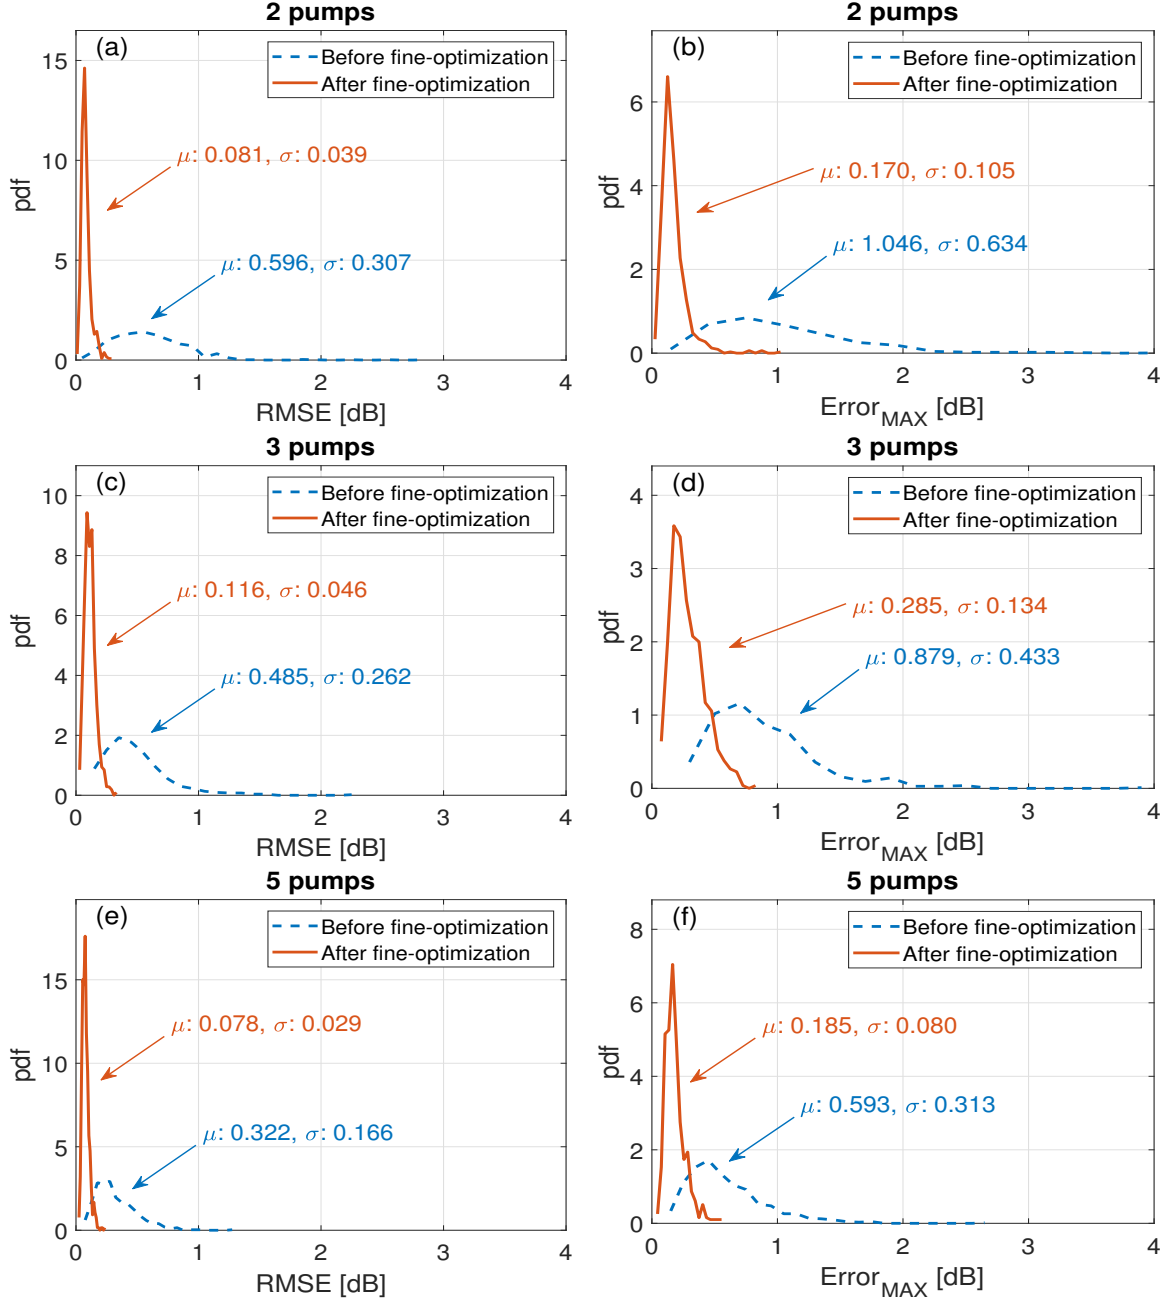 2 pumps
(a)
Before fine-optimization
After fine-optimization
μ: 0.081, σ: 0.039
μ: 0.596, σ: 0.307
pdf
15
10
5
0
0 1 2 3 4
RMSE [dB]
2 pumps
(b)
Before fine-optimization
After fine-optimization
μ: 0.170, σ: 0.105
μ: 1.046, σ: 0.634
pdf
6
4
2
0
0 1 2 3 4
Error_MAX [dB]
3 pumps
(c)
Before fine-optimization
After fine-optimization
μ: 0.116, σ: 0.046
μ: 0.485, σ: 0.262
pdf
10
8
6
4
2
0
0 1 2 3 4
RMSE [dB]
3 pumps
(d)
Before fine-optimization
After fine-optimization
μ: 0.285, σ: 0.134
μ: 0.879, σ: 0.433
pdf
4
3
2
1
0
0 1 2 3 4
Error_MAX [dB]
5 pumps
(e)
Before fine-optimization
After fine-optimization
μ: 0.078, σ: 0.029
μ: 0.322, σ: 0.166
pdf
15
10
5
0
0 1 2 3 4
RMSE [dB]
5 pumps
(f)
Before fine-optimization
After fine-optimization
μ: 0.185, σ: 0.080
μ: 0.593, σ: 0.313
pdf
8
6
4
2
0
0 1 2 3 4
Error_MAX [dB]